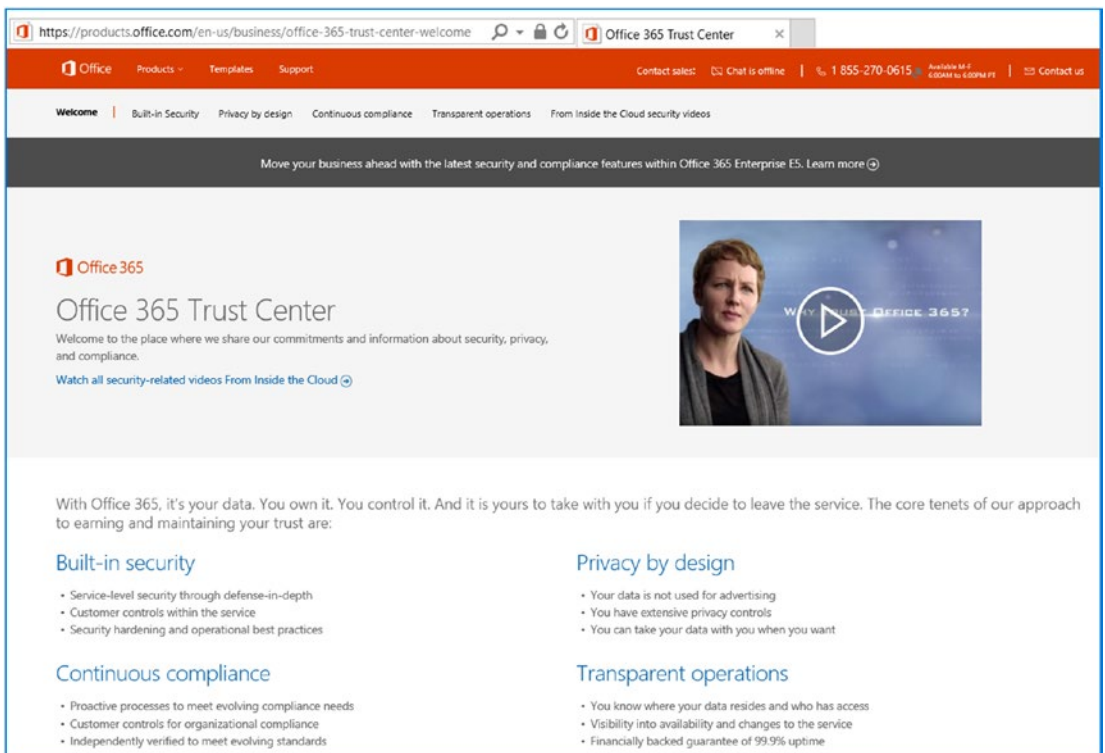 https://products.office.com/en-us/business/office-365-trust-center-welcome
Office 365 Trust Center
Office Products Templates Support Contact sales: Chat is offline | 1 855-270-0615 Available M-F 6:00AM to 6:00PM PT | Contact us
Welcome | Built-in Security Privacy by design Continuous compliance Transparent operations From Inside the Cloud security videos
Move your business ahead with the latest security and compliance features within Office 365 Enterprise E5. Learn more
Office 365
Office 365 Trust Center
Welcome to the place where we share our commitments and information about security, privacy,
and compliance.
Watch all security-related videos From Inside the Cloud
WHY TRUST OFFICE 365?
With Office 365, it's your data. You own it. You control it. And it is yours to take with you if you decide to leave the service. The core tenets of our approach
to earning and maintaining your trust are:
Built-in security
• Service-level security through defense-in-depth
• Customer controls within the service
• Security hardening and operational best practices
Privacy by design
• Your data is not used for advertising
• You have extensive privacy controls
• You can take your data with you when you want
Continuous compliance
• Proactive processes to meet evolving compliance needs
• Customer controls for organizational compliance
• Independently verified to meet evolving standards
Transparent operations
• You know where your data resides and who has access
• Visibility into availability and changes to the service
• Financially backed guarantee of 99.9% uptime